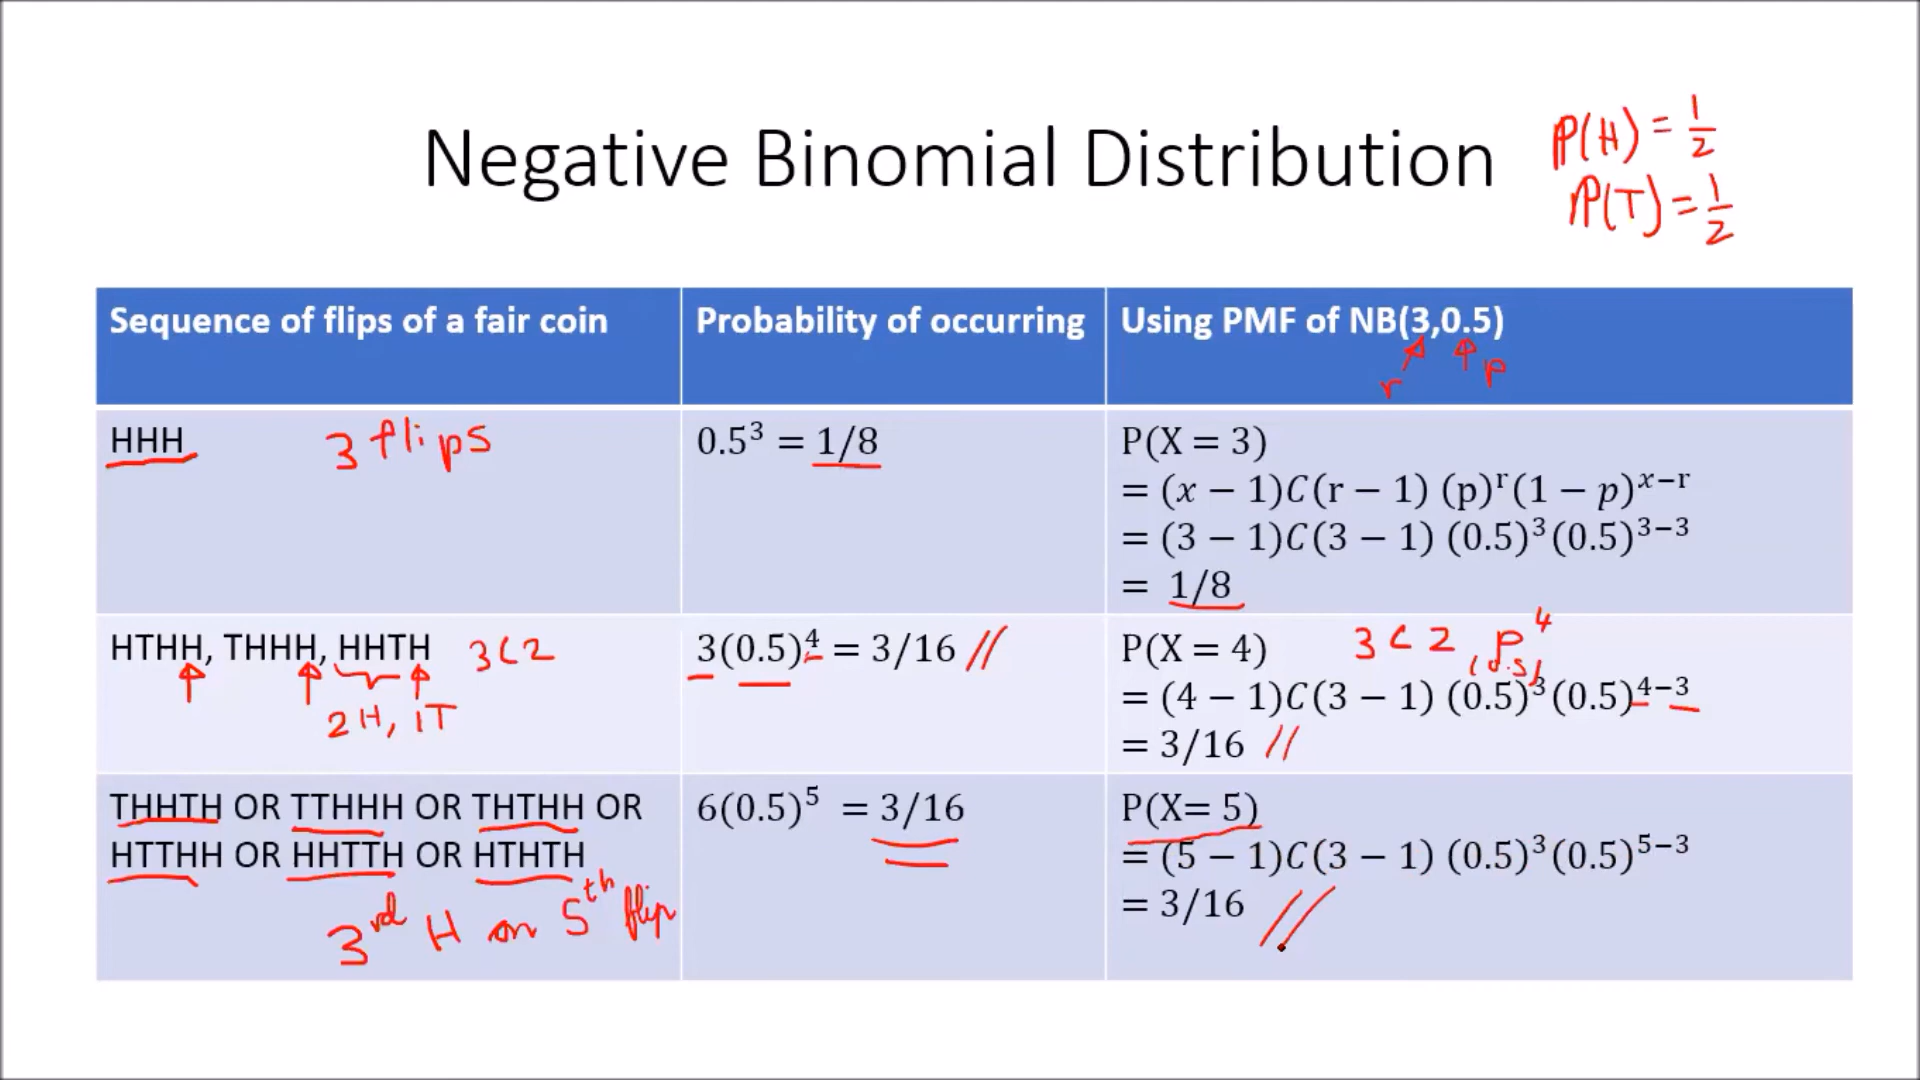 Negative Binomial Distribution
P(H) = 1/2
P(T) = 1/2
Sequence of flips of a fair coin
Probability of occurring
Using PMF of NB(3,0.5)
r
p
HHH
3 flips
0.5³ = 1/8
P(X = 3)
= (x − 1)C(r − 1) (p)^r(1 − p)^(x−r)
= (3 − 1)C(3 − 1) (0.5)³(0.5)^(3−3)
= 1/8
HTHH, THHH, HHTH
3C2
2H, 1T
3(0.5)⁴ = 3/16 //
P(X = 4)
3C2 p⁴
(0.5)
= (4 − 1)C(3 − 1) (0.5)³(0.5)^(4−3)
= 3/16 //
THHTH OR TTHHH OR THTHH OR
HTTHH OR HHTTH OR HTHTH
3rd H on 5th flip
6(0.5)⁵ = 3/16
P(X= 5)
= (5 − 1)C(3 − 1) (0.5)³(0.5)^(5−3)
= 3/16 //